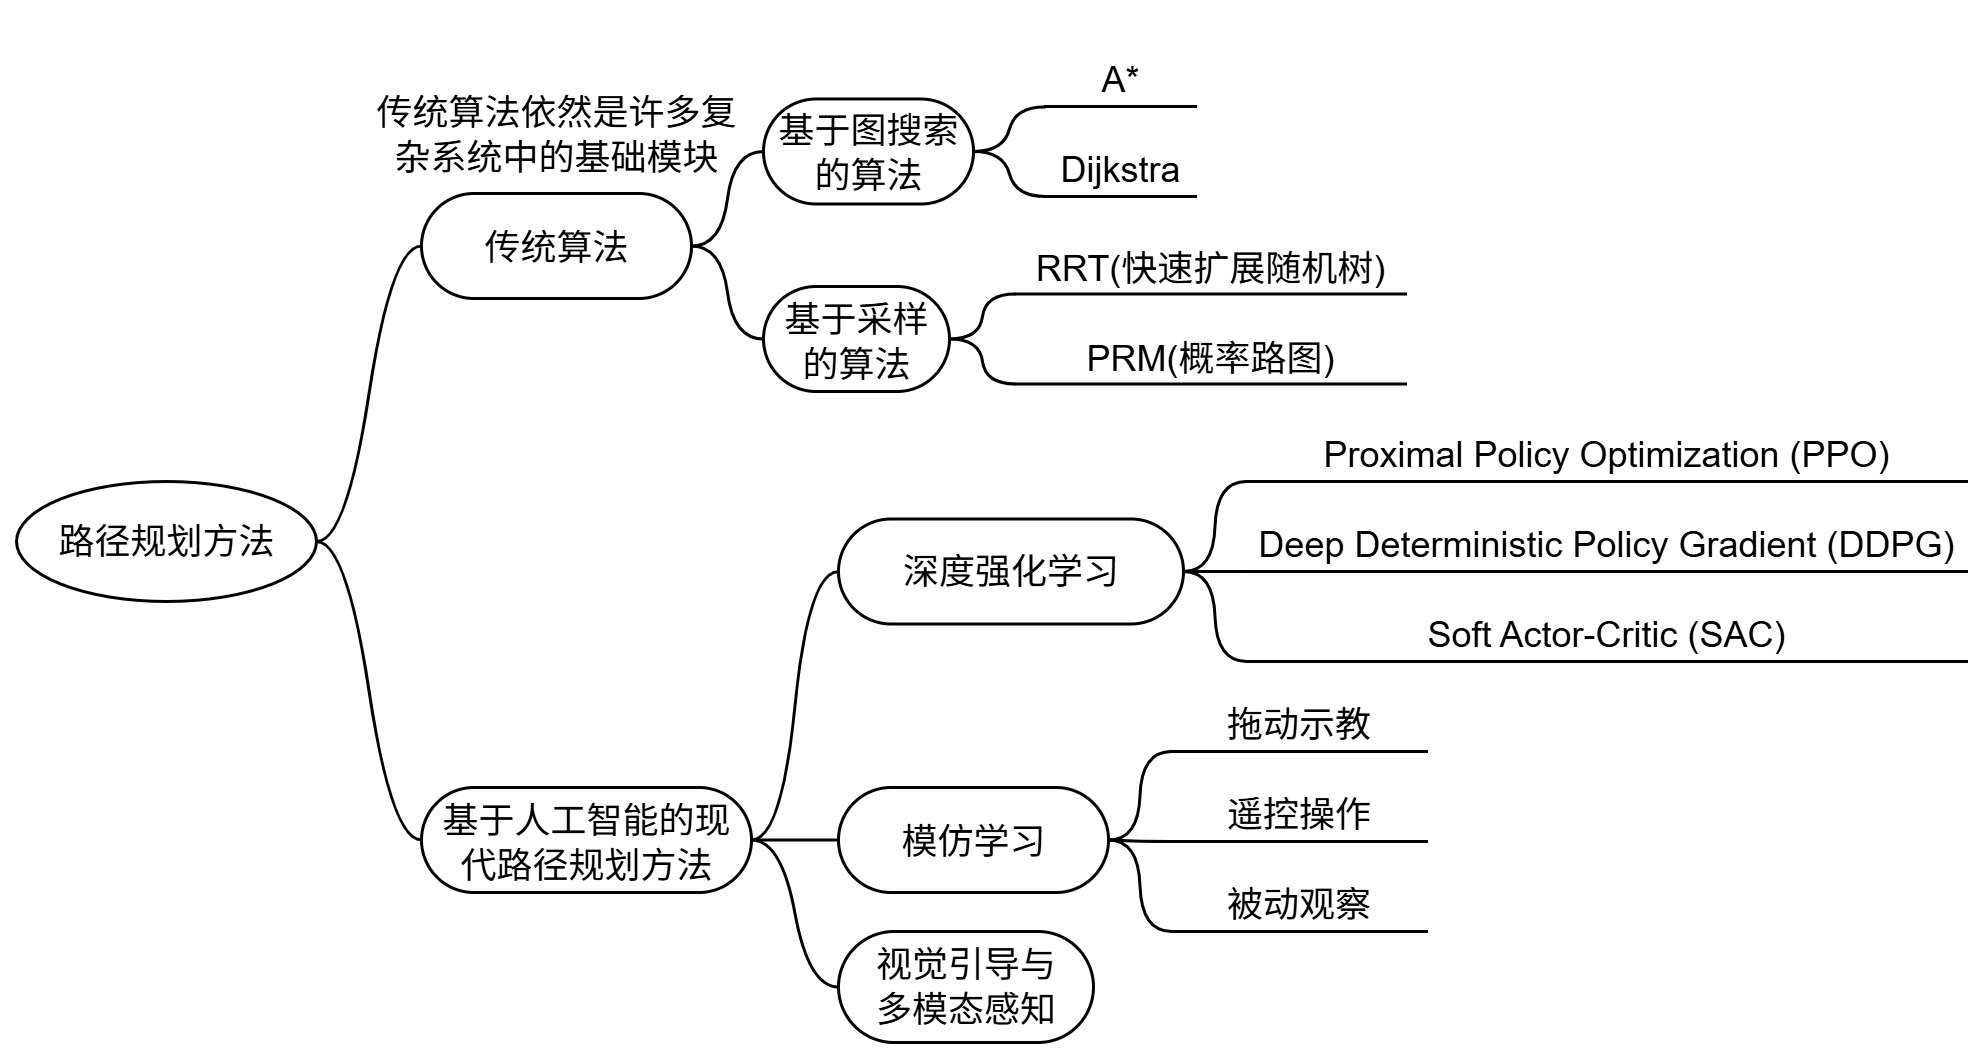 传统算法依然是许多复
杂系统中的基础模块
传统算法
基于图搜索
的算法
A*
Dijkstra
基于采样
的算法
RRT(快速扩展随机树)
PRM(概率路图)
路径规划方法
基于人工智能的现
代路径规划方法
深度强化学习
Proximal Policy Optimization (PPO)
Deep Deterministic Policy Gradient (DDPG)
Soft Actor-Critic (SAC)
模仿学习
拖动示教
遥控操作
被动观察
视觉引导与
多模态感知